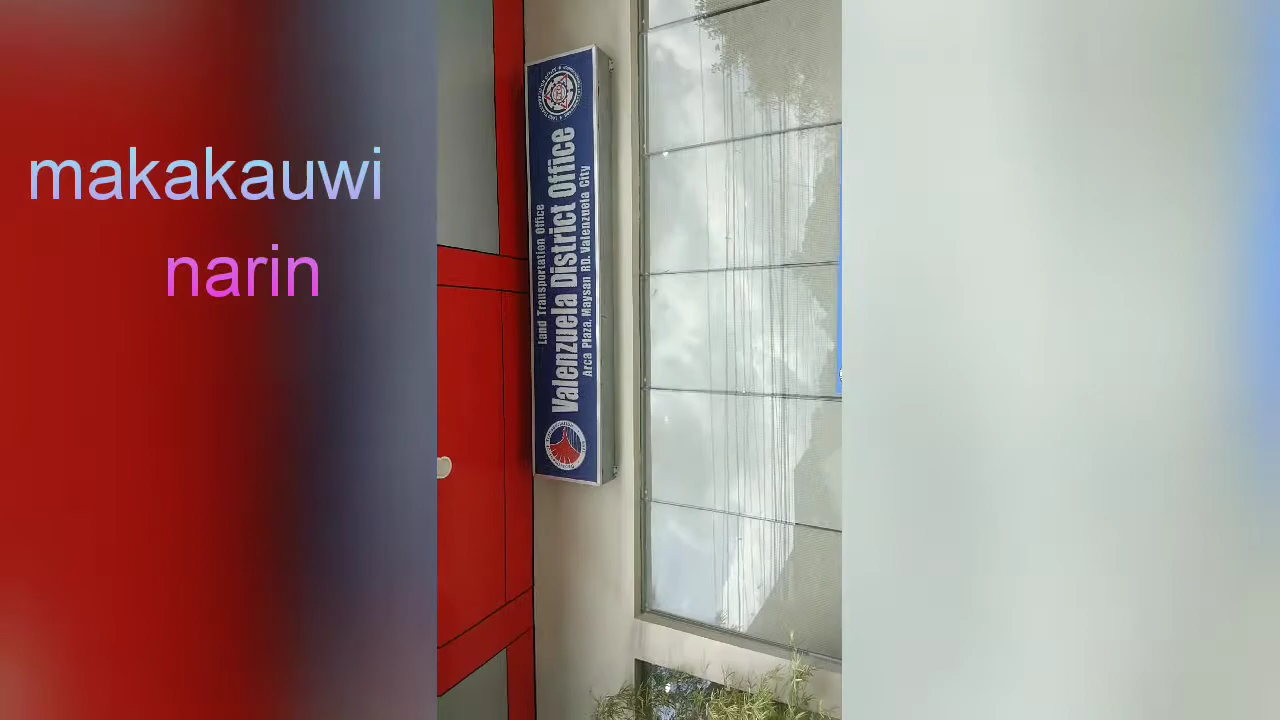 makakauwi
narin
Land Transportation Office
Valenzuela District Office
Arca Plaza, Maysan RD. Valenzuela City